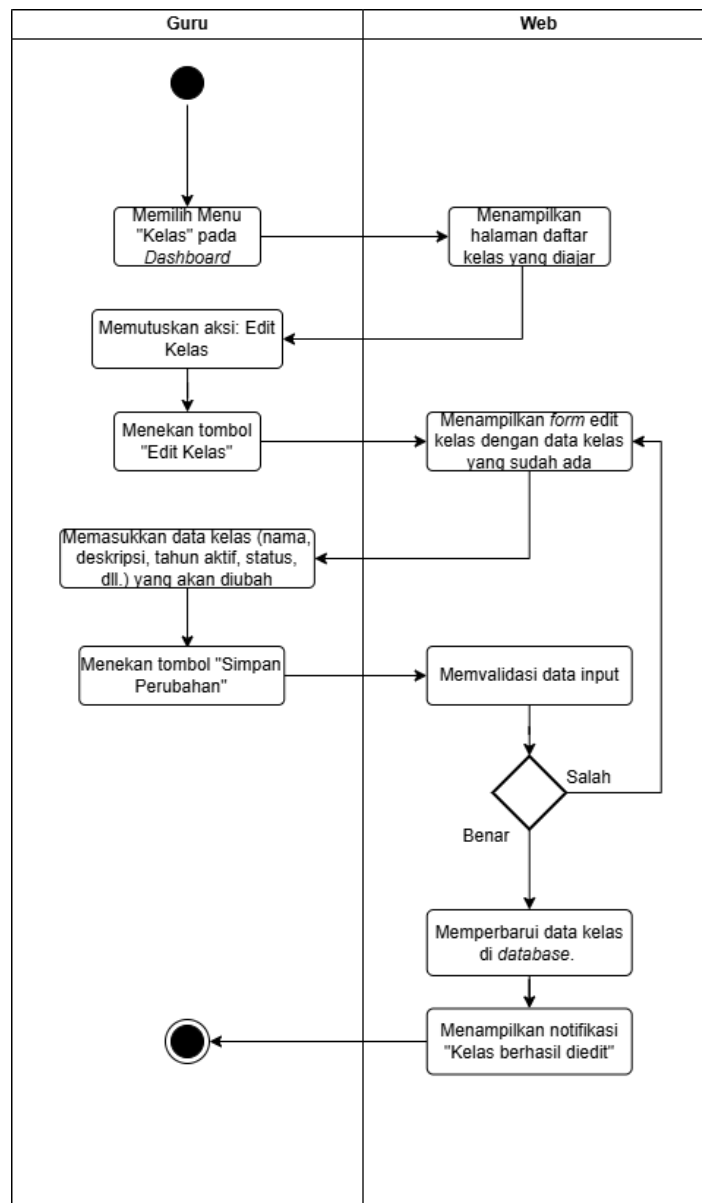 Guru
Web
Memilih Menu
"Kelas" pada
Dashboard
Menampilkan
halaman daftar
kelas yang diajar
Memutuskan aksi: Edit
Kelas
Menekan tombol
"Edit Kelas"
Menampilkan form edit
kelas dengan data kelas
yang sudah ada
Memasukkan data kelas (nama,
deskripsi, tahun aktif, status,
dll.) yang akan diubah
Menekan tombol "Simpan
Perubahan"
Memvalidasi data input
Salah
Benar
Memperbarui data kelas
di database.
Menampilkan notifikasi
"Kelas berhasil diedit"